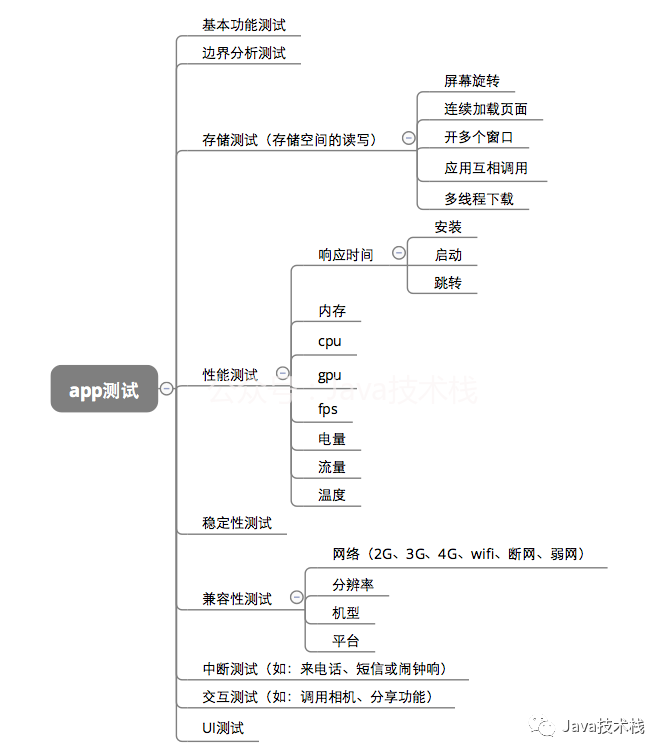 基本功能测试
边界分析测试
屏幕旋转
连续加载页面
存储测试（存储空间的读写）
开多个窗口
应用互相调用
多线程下载
安装
响应时间
启动
跳转
内存
cpu
性能测试
gpu
app测试
公众号：Java技术栈
fps
电量
流量
温度
稳定性测试
网络（2G、3G、4G、wifi、断网、弱网）
分辨率
兼容性测试
机型
平台
中断测试（如：来电话、短信或闹钟响）
交互测试（如：调用相机、分享功能）
UI测试
Java技术栈